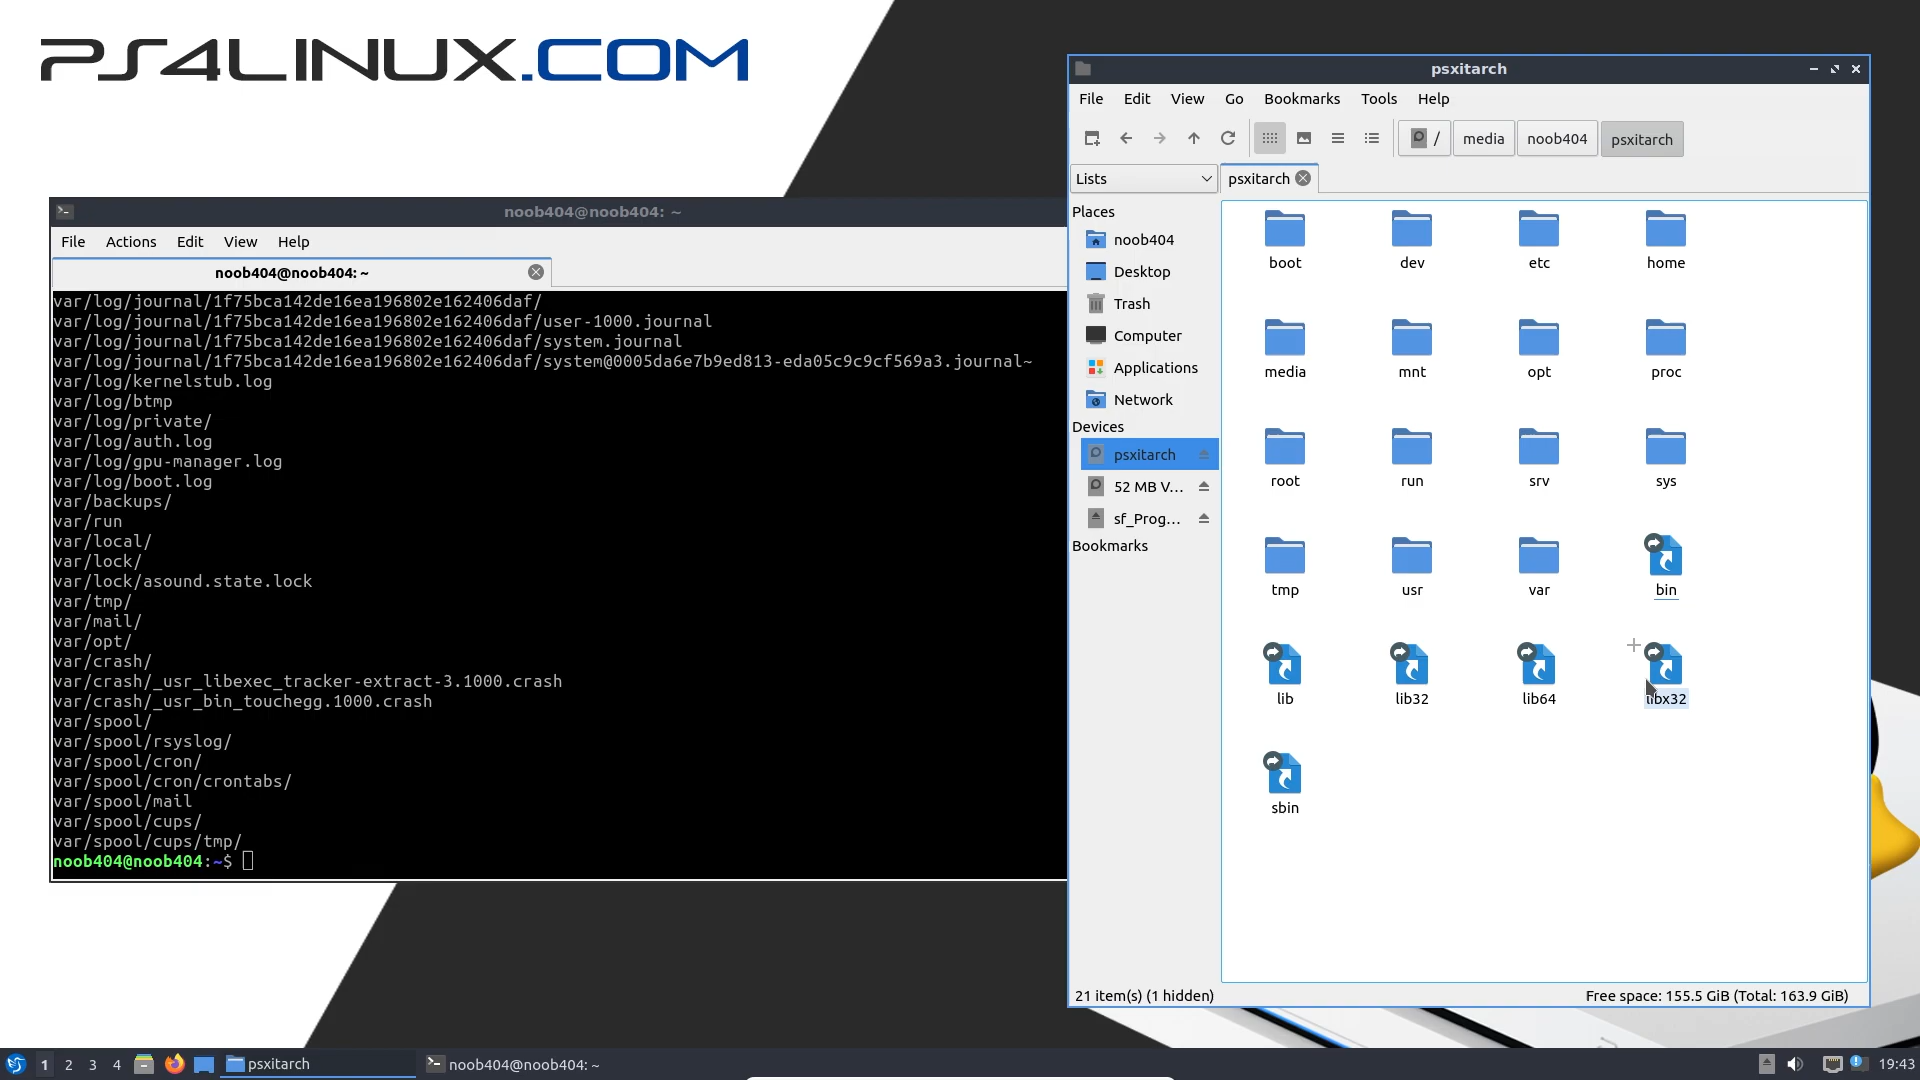 PS4LINUX.COM
psxitarch
File Edit View Go Bookmarks Tools Help
/ media noob404 psxitarch
Lists
psxitarch
Places
noob404
Desktop
Trash
Computer
Applications
Network
Devices
psxitarch
52 MB V...
sf_Prog...
Bookmarks
boot dev etc home
media mnt opt proc
root run srv sys
tmp usr var bin
lib lib32 lib64 libx32
sbin
21 item(s) (1 hidden)
Free space: 155.5 GiB (Total: 163.9 GiB)
noob404@noob404: ~
File Actions Edit View Help
noob404@noob404: ~
var/log/journal/1f75bca142de16ea196802e162406daf/
var/log/journal/1f75bca142de16ea196802e162406daf/user-1000.journal
var/log/journal/1f75bca142de16ea196802e162406daf/system.journal
var/log/journal/1f75bca142de16ea196802e162406daf/system@0005da6e7b9ed813-eda05c9c9cf569a3.journal~
var/log/kernelstub.log
var/log/btmp
var/log/private/
var/log/auth.log
var/log/gpu-manager.log
var/log/boot.log
var/backups/
var/run
var/local/
var/lock/
var/lock/asound.state.lock
var/tmp/
var/mail/
var/opt/
var/crash/
var/crash/_usr_libexec_tracker-extract-3.1000.crash
var/crash/_usr_bin_touchegg.1000.crash
var/spool/
var/spool/rsyslog/
var/spool/cron/
var/spool/cron/crontabs/
var/spool/mail
var/spool/cups/
var/spool/cups/tmp/
noob404@noob404:~$
1 2 3 4 psxitarch noob404@noob404: ~ 19:43